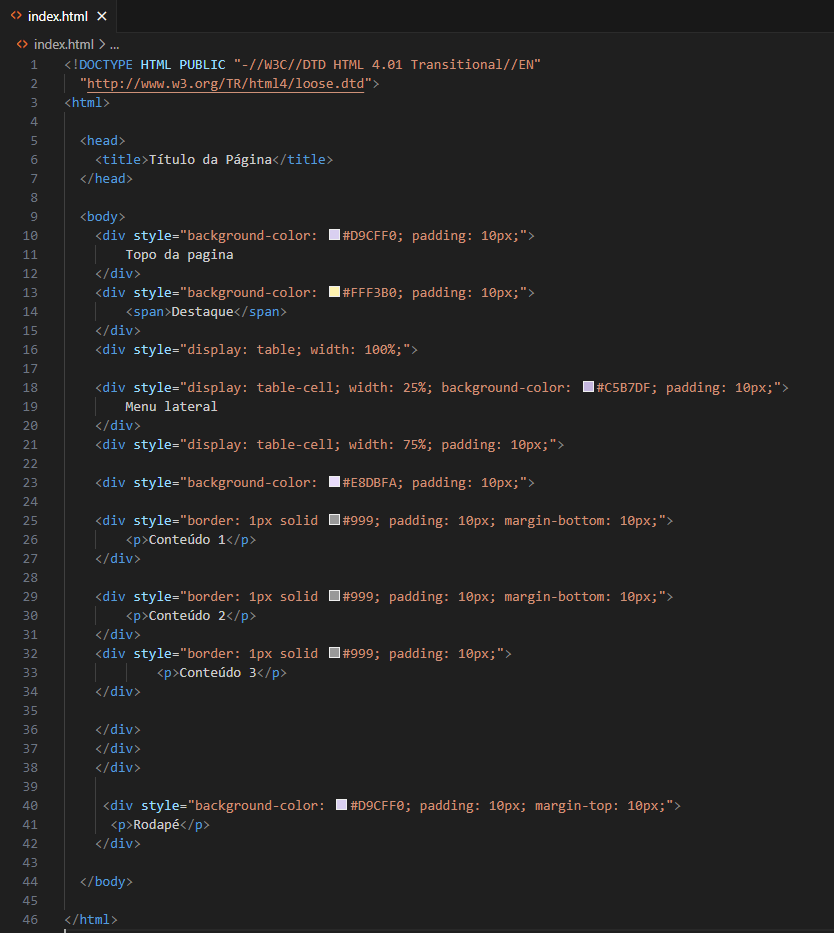 index.html
index.html > ...
1 <!DOCTYPE HTML PUBLIC "-//W3C//DTD HTML 4.01 Transitional//EN"
2 "http://www.w3.org/TR/html4/loose.dtd">
3 <html>
4
5 <head>
6 <title>Título da Página</title>
7 </head>
8
9 <body>
10 <div style="background-color: #D9CFF0; padding: 10px;">
11 Topo da pagina
12 </div>
13 <div style="background-color: #FFF3B0; padding: 10px;">
14 <span>Destaque</span>
15 </div>
16 <div style="display: table; width: 100%;">
17
18 <div style="display: table-cell; width: 25%; background-color: #C5B7DF; padding: 10px;">
19 Menu lateral
20 </div>
21 <div style="display: table-cell; width: 75%; padding: 10px;">
22
23 <div style="background-color: #E8DBFA; padding: 10px;">
24
25 <div style="border: 1px solid #999; padding: 10px; margin-bottom: 10px;">
26 <p>Conteúdo 1</p>
27 </div>
28
29 <div style="border: 1px solid #999; padding: 10px; margin-bottom: 10px;">
30 <p>Conteúdo 2</p>
31 </div>
32 <div style="border: 1px solid #999; padding: 10px;">
33 <p>Conteúdo 3</p>
34 </div>
35
36 </div>
37 </div>
38 </div>
39
40 <div style="background-color: #D9CFF0; padding: 10px; margin-top: 10px;">
41 <p>Rodapé</p>
42 </div>
43
44 </body>
45
46 </html>